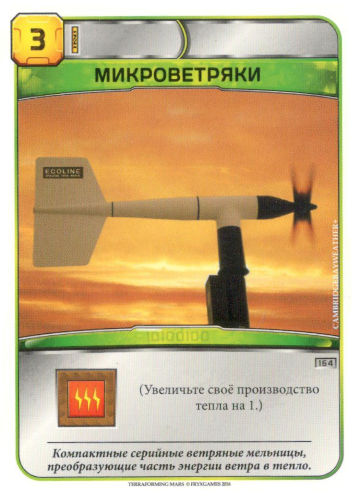 3
МИКРОВЕТРЯКИ
ECOLINE
CAMBRIDGEBAYWEATHER+
164
(Увеличьте своё производство
тепла на 1.)
Компактные серийные ветряные мельницы,
преобразующие часть энергии ветра в тепло.
TERRAFORMING MARS © FRYXGAMES 2016